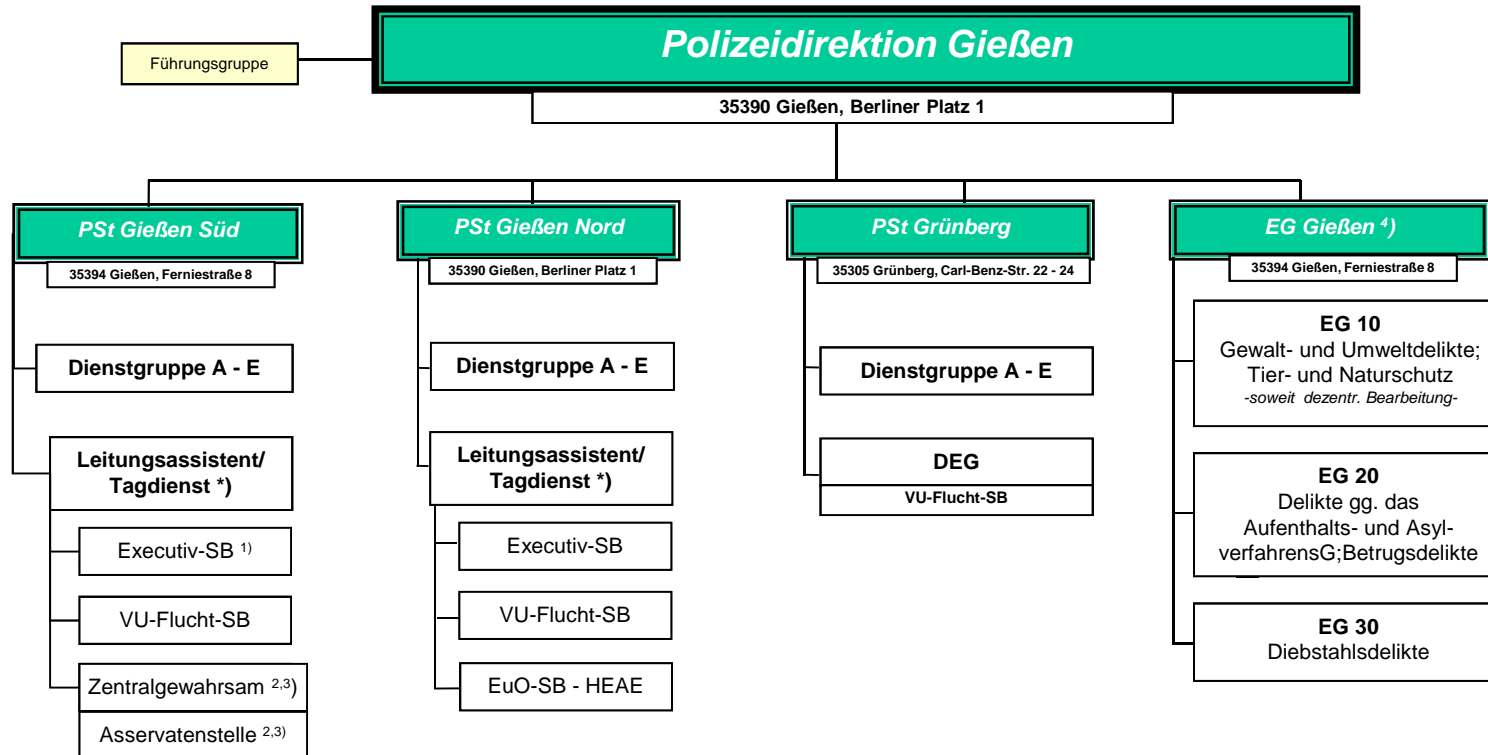 Polizeidirektion Gießen
Führungsgruppe
35390 Gießen, Berliner Platz 1
PSt Gießen Süd
35394 Gießen, Ferniestraße 8
Dienstgruppe A - E
Leitungsassistent/
Tagdienst *)
Executiv-SB 1)
VU-Flucht-SB
Zentralgewahrsam 2,3)
Asservatenstelle 2,3)
PSt Gießen Nord
35390 Gießen, Berliner Platz 1
Dienstgruppe A - E
Leitungsassistent/
Tagdienst *)
Executiv-SB
VU-Flucht-SB
EuO-SB - HEAE
PSt Grünberg
35305 Grünberg, Carl-Benz-Str. 22 - 24
Dienstgruppe A - E
DEG
VU-Flucht-SB
EG Gießen 4)
35394 Gießen, Ferniestraße 8
EG 10
Gewalt- und Umweltdelikte;
Tier- und Naturschutz
-soweit dezentr. Bearbeitung-
EG 20
Delikte gg. das
Aufenthalts- und Asyl-
verfahrensG;Betrugsdelikte
EG 30
Diebstahlsdelikte